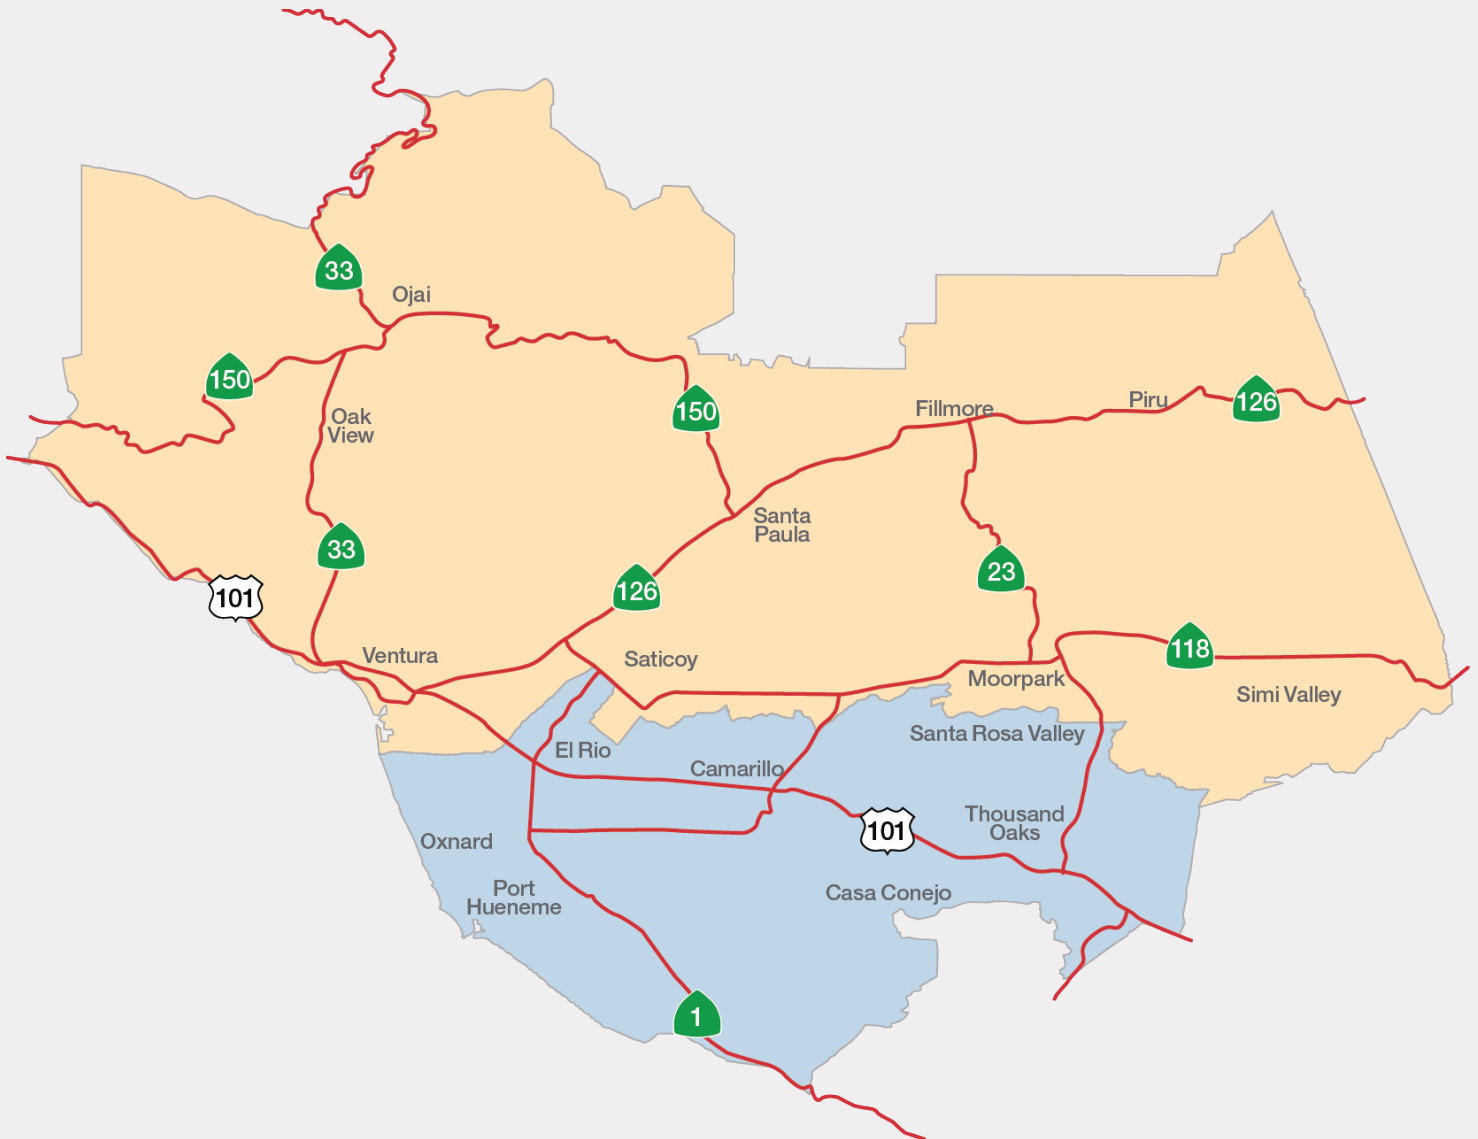 33
Ojai
150
150
Oak
View
Fillmore
Piru
126
Santa
Paula
33
23
126
101
118
Ventura
Saticoy
Moorpark
Simi Valley
Santa Rosa Valley
El Rio
Camarillo
Thousand
Oaks
101
Oxnard
Port
Hueneme
Casa Conejo
1